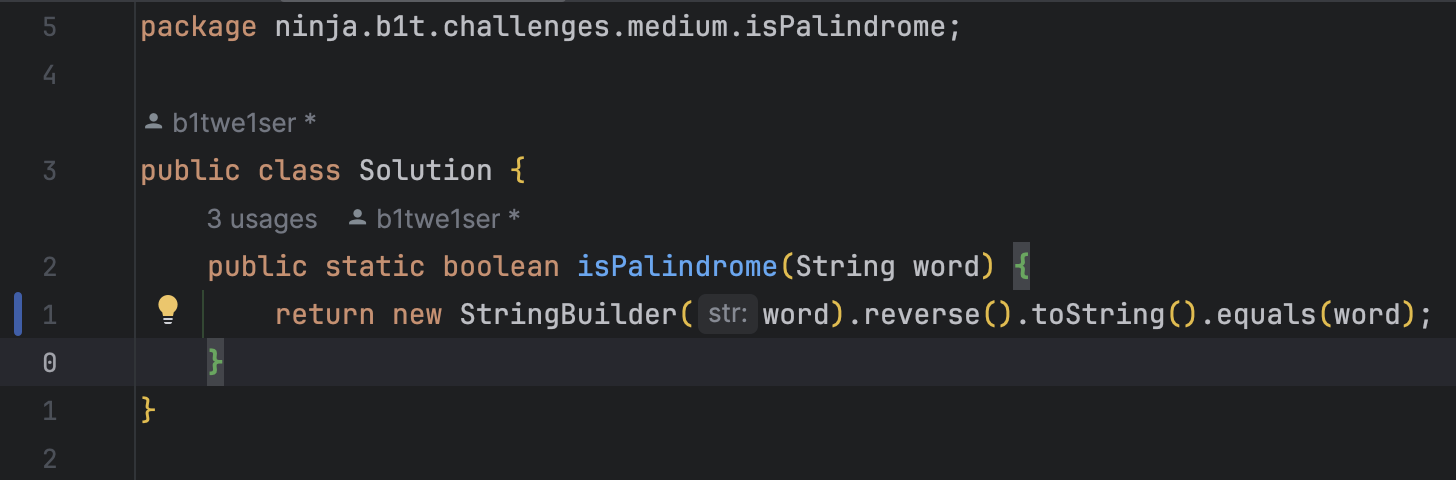 5 package ninja.b1t.challenges.medium.isPalindrome;
4
b1twe1ser *
3 public class Solution {
3 usages b1twe1ser *
2 public static boolean isPalindrome(String word) {
1 return new StringBuilder( str: word).reverse().toString().equals(word);
0 }
1 }
2